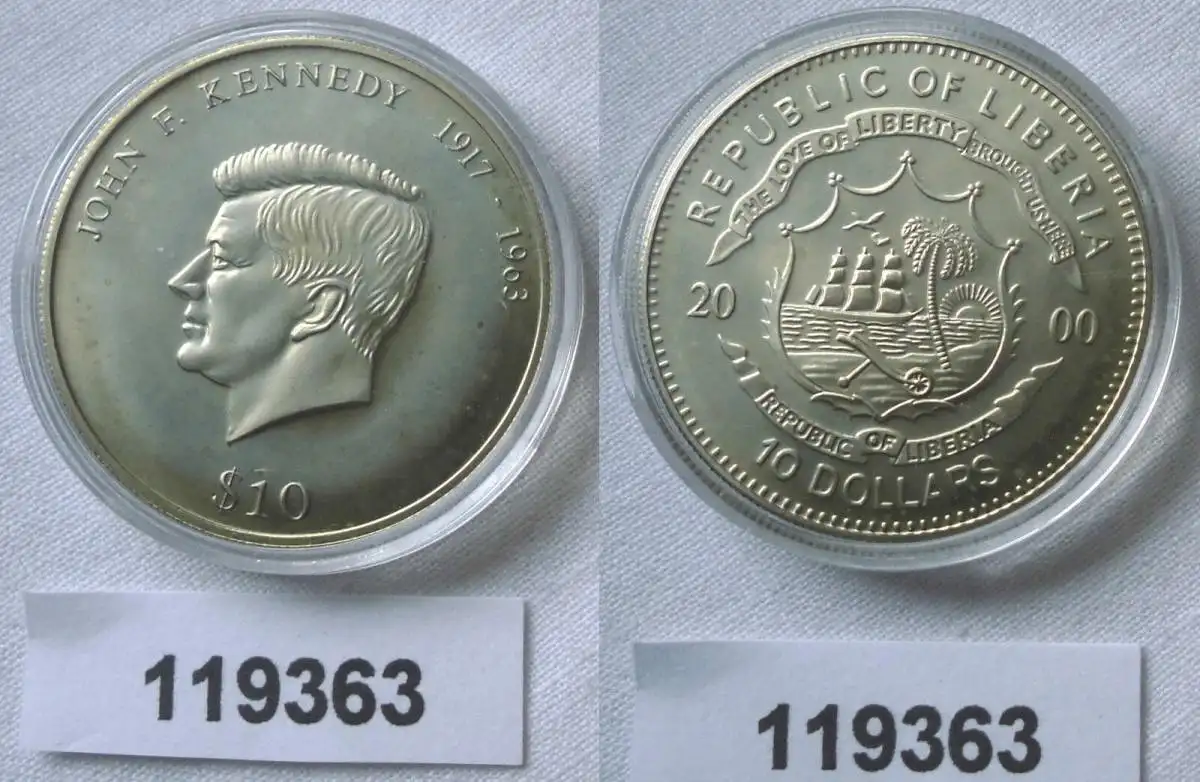 JOHN F. KENNEDY 1917 - 1963
$10
119363
REPUBLIC OF LIBERIA
THE LOVE OF LIBERTY BROUGHT US HERE
20 00
REPUBLIC OF LIBERIA
10 DOLLARS
119363